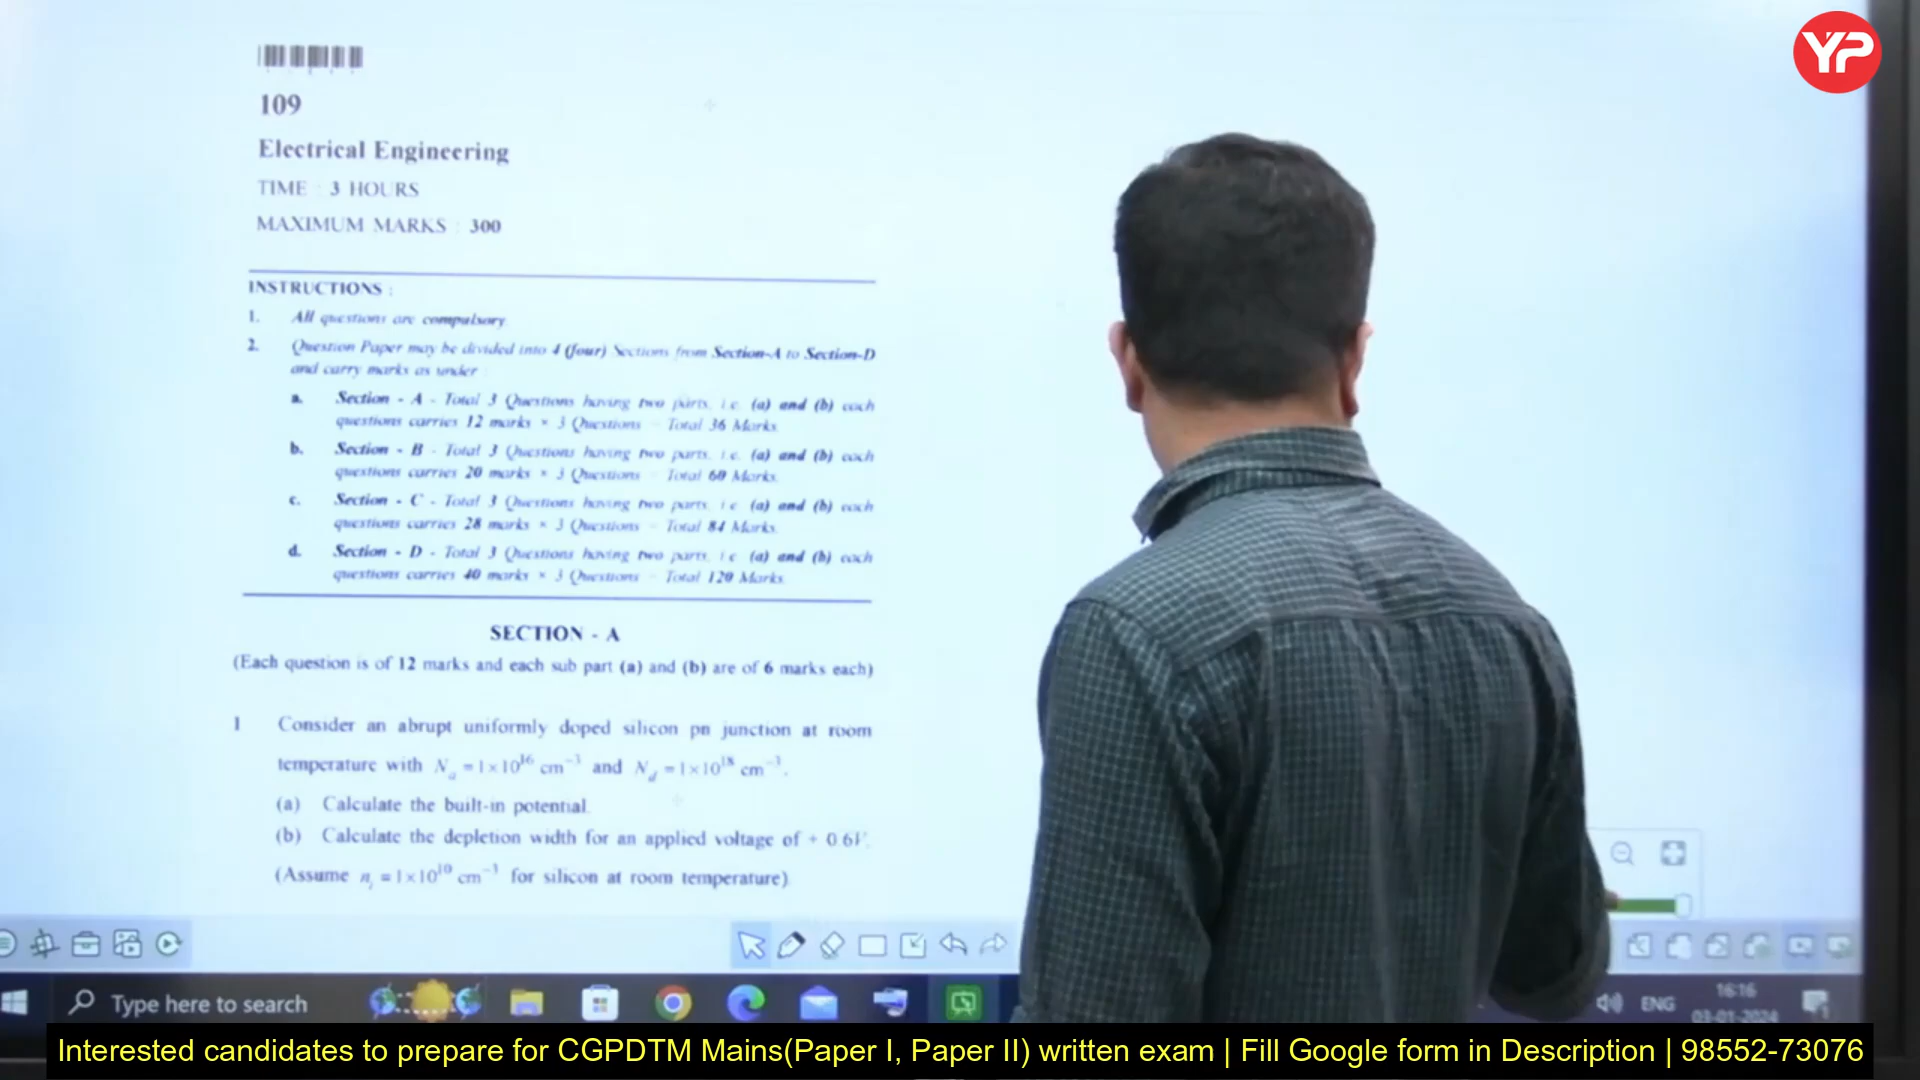 YP
109
Electrical Engineering
TIME : 3 HOURS
MAXIMUM MARKS : 300
INSTRUCTIONS :
1. All questions are compulsory.
2. Question Paper may be divided into 4 (four) Sections from Section-A to Section-D
and carry marks as under
a. Section - A - Total 3 Questions having two parts, i.e. (a) and (b) each
questions carries 12 marks × 3 Questions = Total 36 Marks.
b. Section - B - Total 3 Questions having two parts, i.e. (a) and (b) each
questions carries 20 marks × 3 Questions = Total 60 Marks.
c. Section - C - Total 3 Questions having two parts, i.e. (a) and (b) each
questions carries 28 marks × 3 Questions = Total 84 Marks.
d. Section - D - Total 3 Questions having two parts, i.e. (a) and (b) each
questions carries 40 marks × 3 Questions = Total 120 Marks.
SECTION - A
(Each question is of 12 marks and each sub part (a) and (b) are of 6 marks each)
1 Consider an abrupt uniformly doped silicon pn junction at room
temperature with Nₐ = 1×10¹⁶ cm⁻³ and N_d = 1×10¹⁸ cm⁻³.
(a) Calculate the built-in potential.
(b) Calculate the depletion width for an applied voltage of + 0.6V.
(Assume nᵢ = 1×10¹⁰ cm⁻³ for silicon at room temperature)
Type here to search
ENG
16:16
03-01-2024
Interested candidates to prepare for CGPDTM Mains(Paper I, Paper II) written exam | Fill Google form in Description | 98552-73076